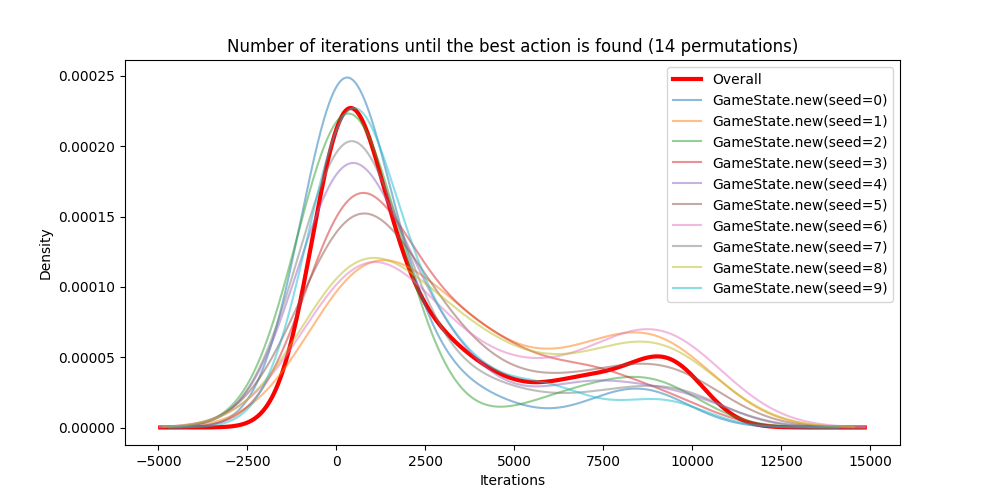 Number of iterations until the best action is found (14 permutations)
0.00025
0.00020
0.00015
0.00010
0.00005
0.00000
Density
−5000 −2500 0 2500 5000 7500 10000 12500 15000
Iterations
Overall
GameState.new(seed=0)
GameState.new(seed=1)
GameState.new(seed=2)
GameState.new(seed=3)
GameState.new(seed=4)
GameState.new(seed=5)
GameState.new(seed=6)
GameState.new(seed=7)
GameState.new(seed=8)
GameState.new(seed=9)